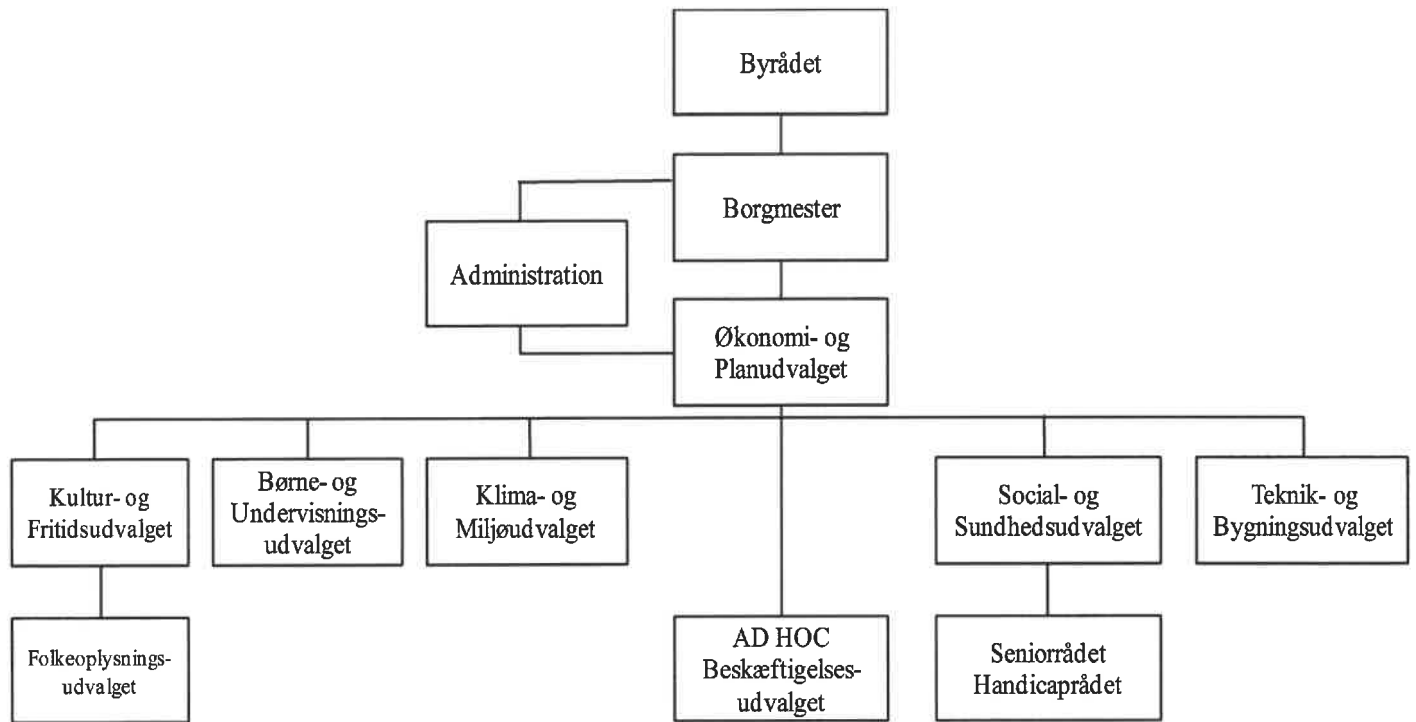 Byrådet
Borgmester
Administration
Økonomi- og
Planudvalget
Kultur- og
Fritidsudvalget
Børne- og
Undervisnings-
udvalget
Klima- og
Miljøudvalget
Social- og
Sundhedsudvalget
Teknik- og
Bygningsudvalget
Folkeoplysnings-
udvalget
AD HOC
Beskæftigelses-
udvalget
Seniorrådet
Handicaprådet